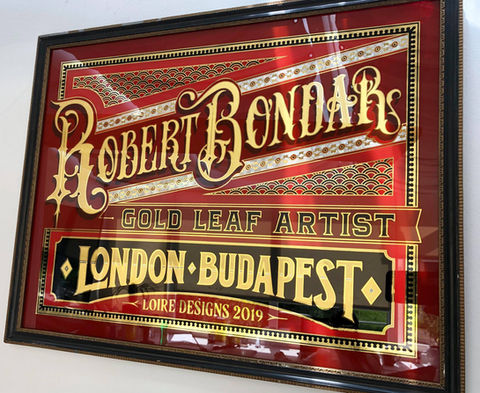 ROBERT BONDAR
GOLD LEAF ARTIST
LONDON · BUDAPEST
LOIRE DESIGNS 2019